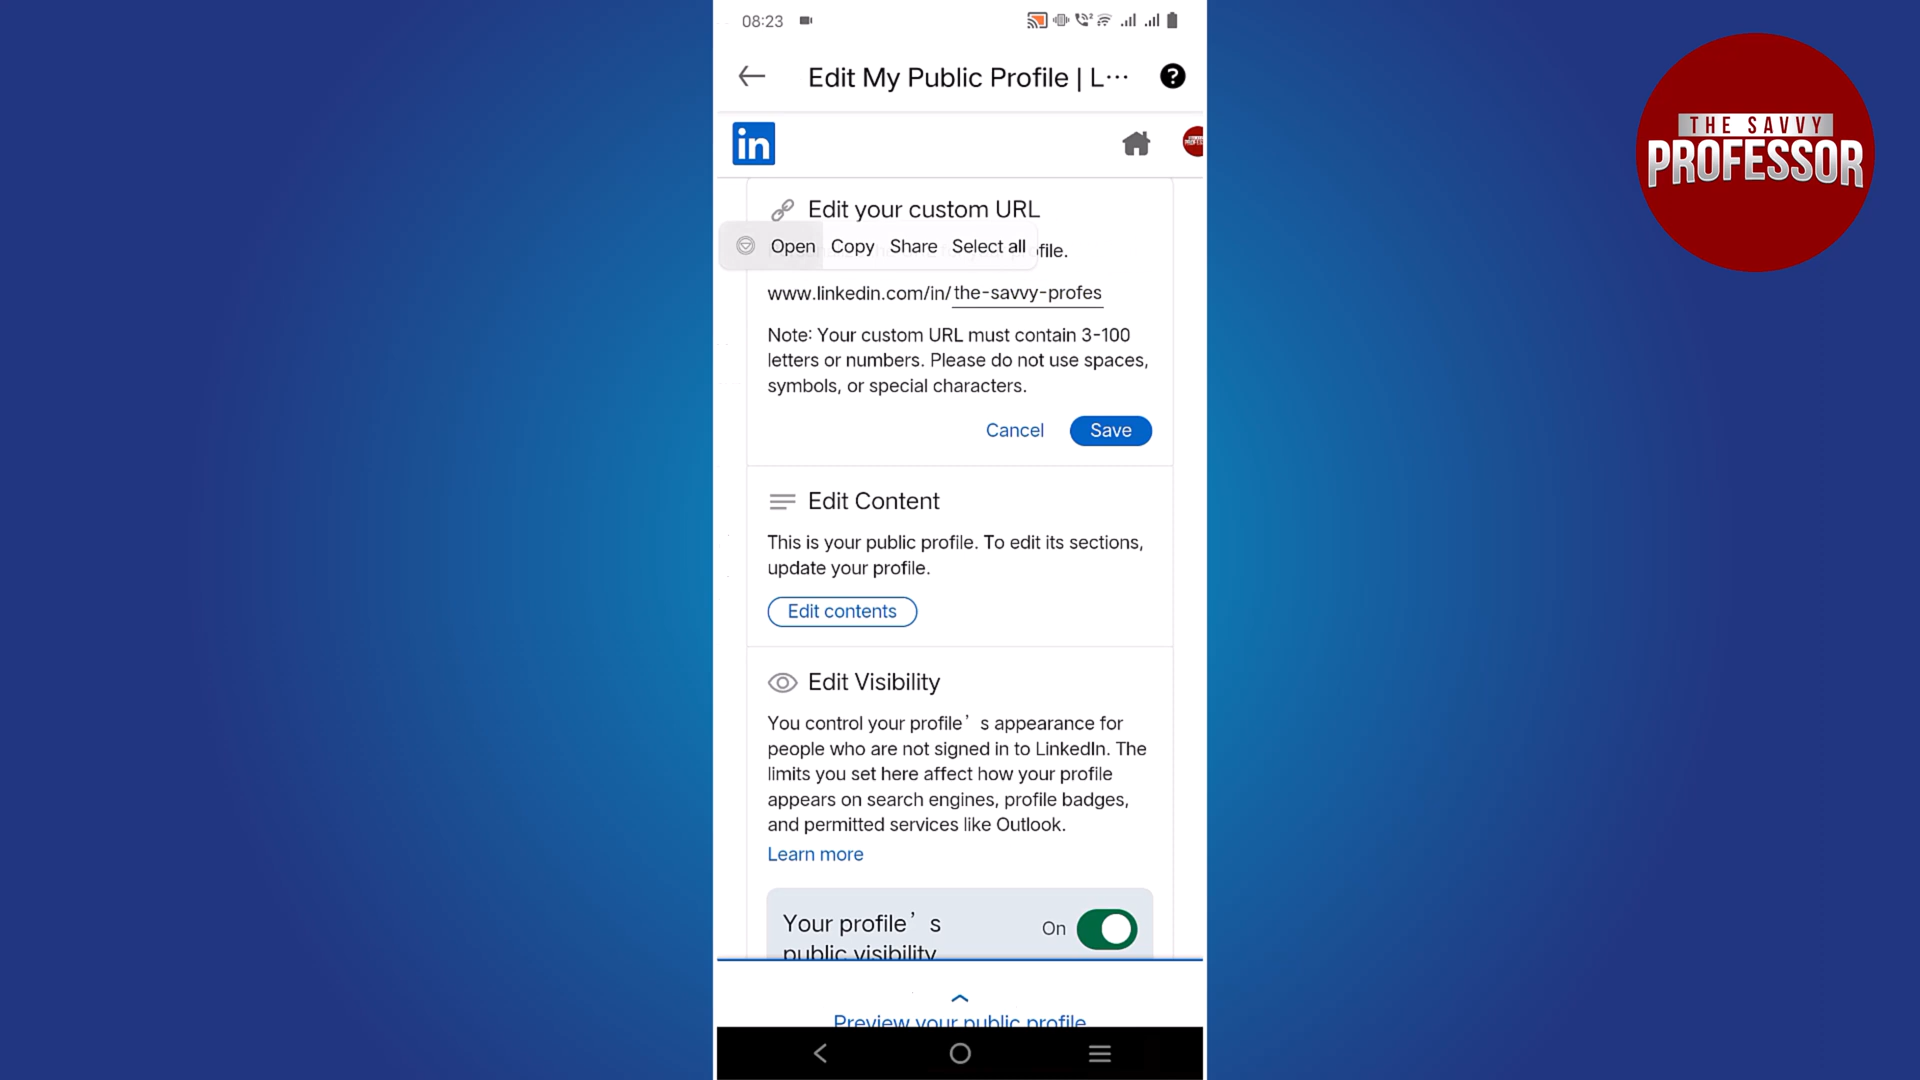 08:23
Edit My Public Profile | L...
?
THE SAVVY
PROFESSOR
in
Edit your custom URL
Open Copy Share Select all
file.
www.linkedin.com/in/the-savvy-profes
Note: Your custom URL must contain 3-100
letters or numbers. Please do not use spaces,
symbols, or special characters.
Cancel Save
Edit Content
This is your public profile. To edit its sections,
update your profile.
Edit contents
Edit Visibility
You control your profile's appearance for
people who are not signed in to LinkedIn. The
limits you set here affect how your profile
appears on search engines, profile badges,
and permitted services like Outlook.
Learn more
Your profile's
public visibility
On
Preview your public profile